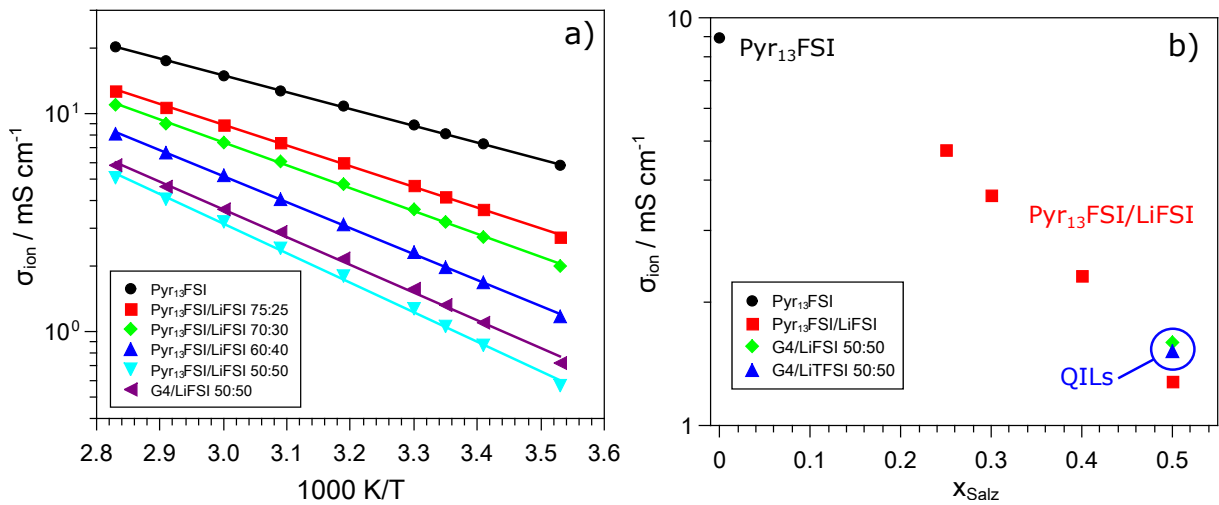 a)
10¹
10⁰
σion / mS cm⁻¹
Pyr₁₃FSI
Pyr₁₃FSI/LiFSI 75:25
Pyr₁₃FSI/LiFSI 70:30
Pyr₁₃FSI/LiFSI 60:40
Pyr₁₃FSI/LiFSI 50:50
G4/LiFSI 50:50
2.8 2.9 3.0 3.1 3.2 3.3 3.4 3.5 3.6
1000 K/T
b)
10
1
σion / mS cm⁻¹
Pyr₁₃FSI
Pyr₁₃FSI/LiFSI
QILs
Pyr₁₃FSI
Pyr₁₃FSI/LiFSI
G4/LiFSI 50:50
G4/LiTFSI 50:50
0 0.1 0.2 0.3 0.4 0.5
xSalz